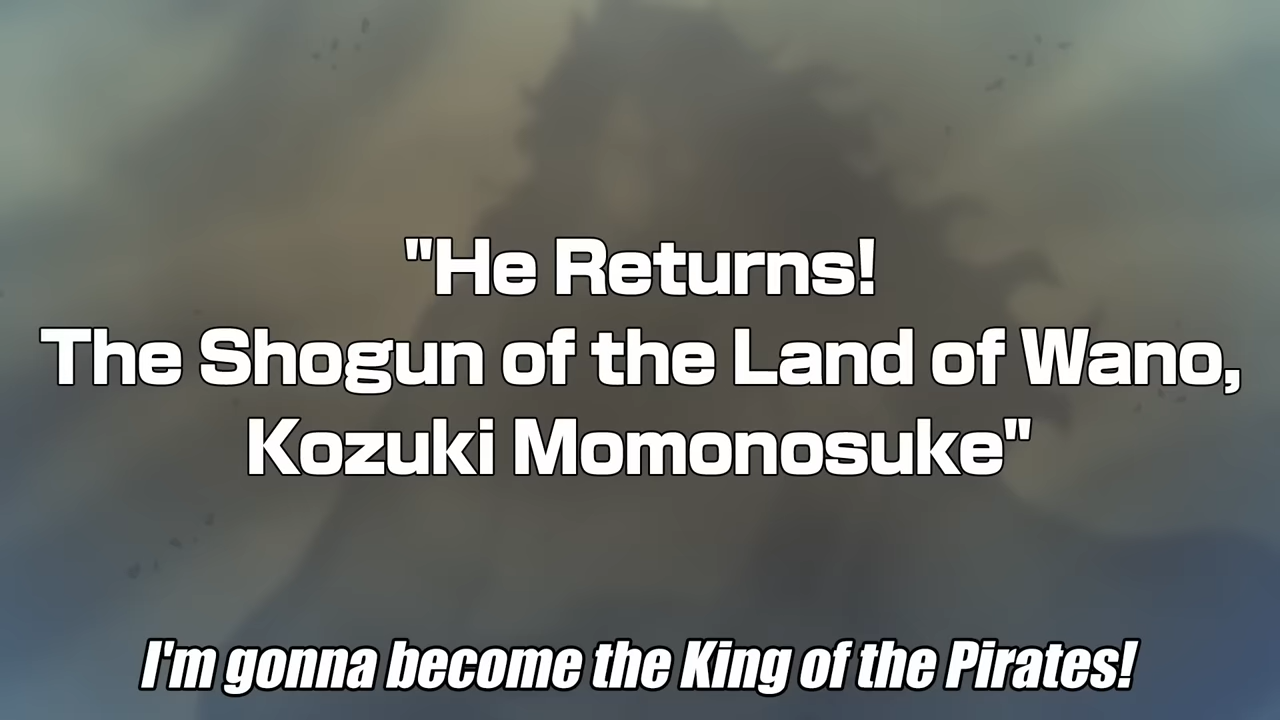 "He Returns!
The Shogun of the Land of Wano,
Kozuki Momonosuke"
I'm gonna become the King of the Pirates!